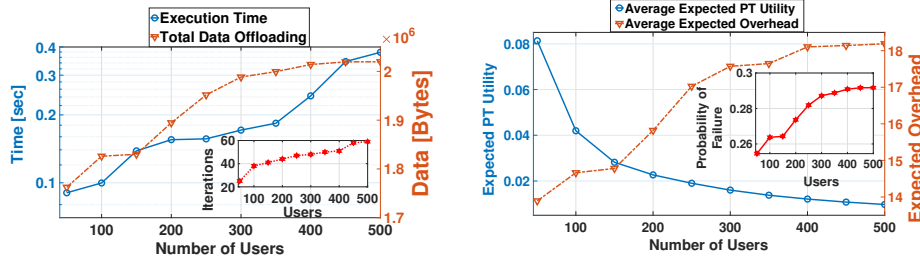 Execution Time
Total Data Offloading
×10^6
0.4
0.3
0.2
0.1
Time [sec]
2
1.9
1.8
1.7
Data [Bytes]
60
40
20
Iterations
100 200 300 400 500
Users
100 200 300 400 500
Number of Users
Average Expected PT Utility
Average Expected Overhead
0.08
0.06
0.04
0.02
Expected PT Utility
18
17
16
15
14
Expected Overhead
0.3
0.28
0.26
Probability of
Failure
100 200 300 400 500
Users
100 200 300 400 500
Number of Users